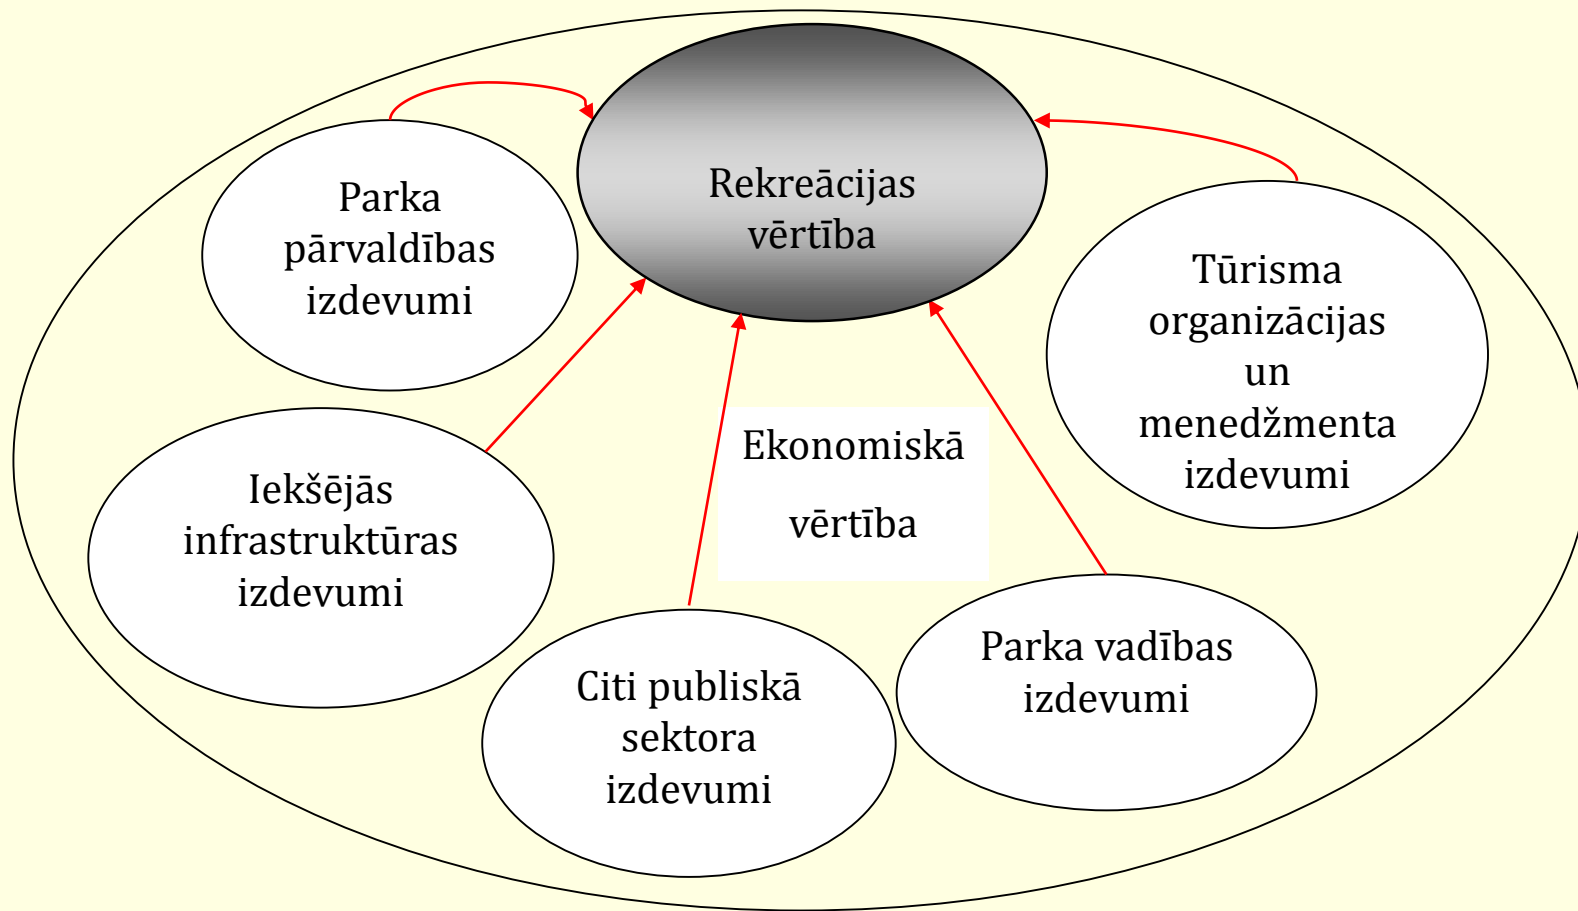 Rekreācijas
vērtība
Parka
pārvaldības
izdevumi
Tūrisma
organizācijas
un
menedžmenta
izdevumi
Iekšējās
infrastruktūras
izdevumi
Ekonomiskā
vērtība
Citi publiskā
sektora
izdevumi
Parka vadības
izdevumi